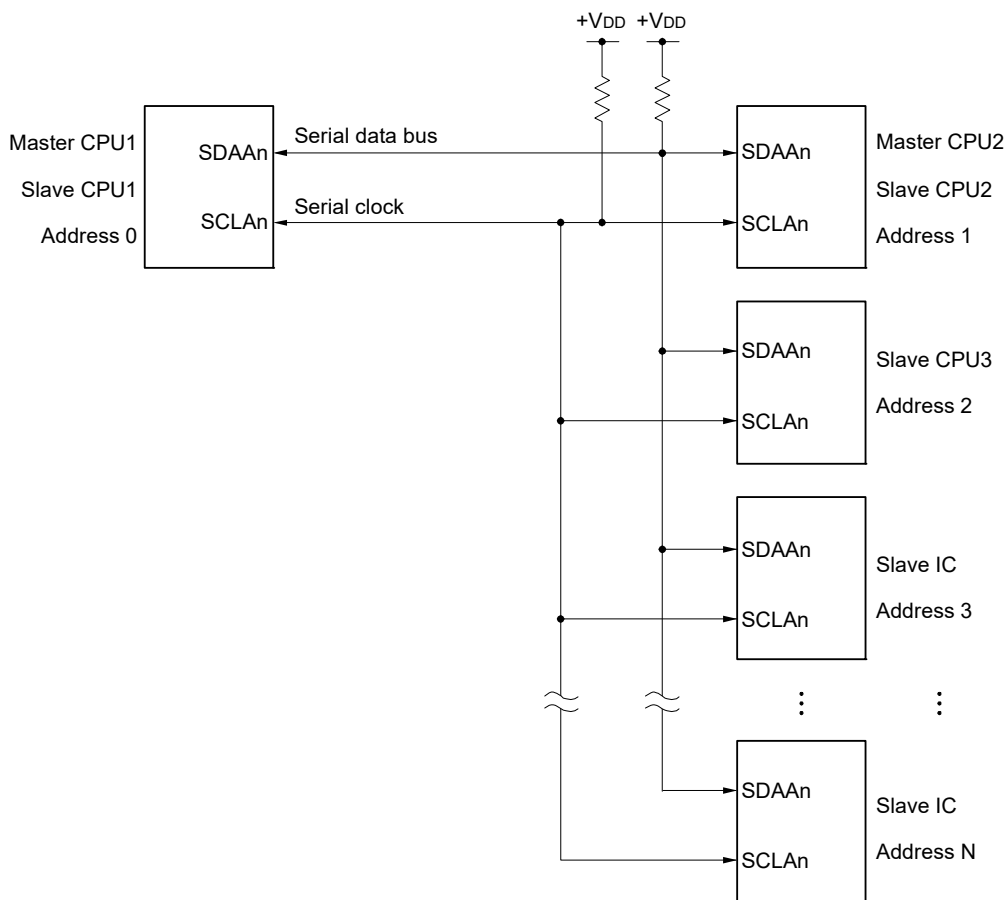 +VDD +VDD
Master CPU1
Slave CPU1
Address 0
SDAAn
SCLAn
Serial data bus
Serial clock
SDAAn
SCLAn
Master CPU2
Slave CPU2
Address 1
SDAAn
SCLAn
Slave CPU3
Address 2
SDAAn
SCLAn
Slave IC
Address 3
SDAAn
SCLAn
Slave IC
Address N